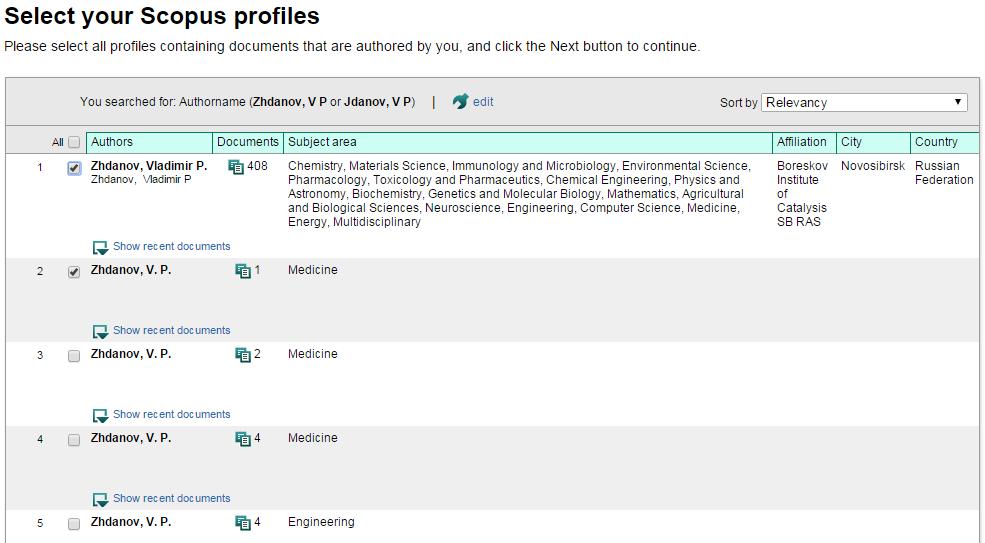 Select your Scopus profiles
Please select all profiles containing documents that are authored by you, and click the Next button to continue.
You searched for: Authorname (Zhdanov, V P or Jdanov, V P) | edit Sort by Relevancy
All Authors Documents Subject area Affiliation City Country
1 Zhdanov, Vladimir P. 408 Chemistry, Materials Science, Immunology and Microbiology, Environmental Science, Boreskov Novosibirsk Russian
Zhdanov, Vladimir P Pharmacology, Toxicology and Pharmaceutics, Chemical Engineering, Physics and Institute Federation
Astronomy, Biochemistry, Genetics and Molecular Biology, Mathematics, Agricultural of
and Biological Sciences, Neuroscience, Engineering, Computer Science, Medicine, Catalysis
Energy, Multidisciplinary SB RAS
Show recent documents
2 Zhdanov, V. P. 1 Medicine
Show recent documents
3 Zhdanov, V. P. 2 Medicine
Show recent documents
4 Zhdanov, V. P. 4 Medicine
Show recent documents
5 Zhdanov, V. P. 4 Engineering